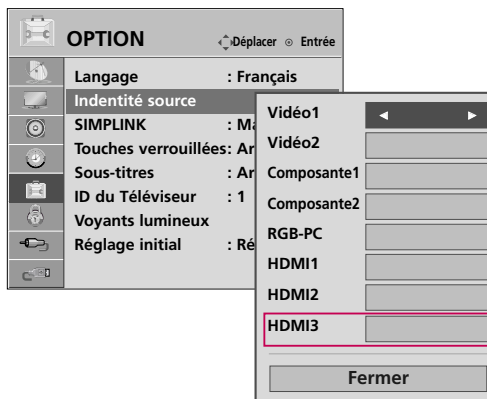 OPTION
Déplacer Entrée
Langage : Français
Indentité source
SIMPLINK : Ma
Touches verrouillées: Ar
Sous-titres : Ar
ID du Téléviseur : 1
Voyants lumineux
Réglage initial : Ré
Vidéo1 ◄ ►
Vidéo2
Composante1
Composante2
RGB-PC
HDMI1
HDMI2
HDMI3
Fermer